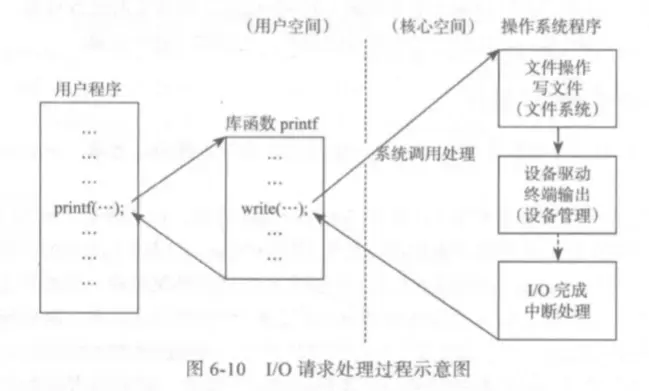 （用户空间）
（核心空间）
操作系统程序
用户程序
…
…
printf(…);
…
…
…
库函数 printf
…
…
write(…);
…
…
系统调用处理
文件操作
写文件
(文件系统)
设备驱动
终端输出
(设备管理)
I/O 完成
中断处理
图 6-10 I/O 请求处理过程示意图